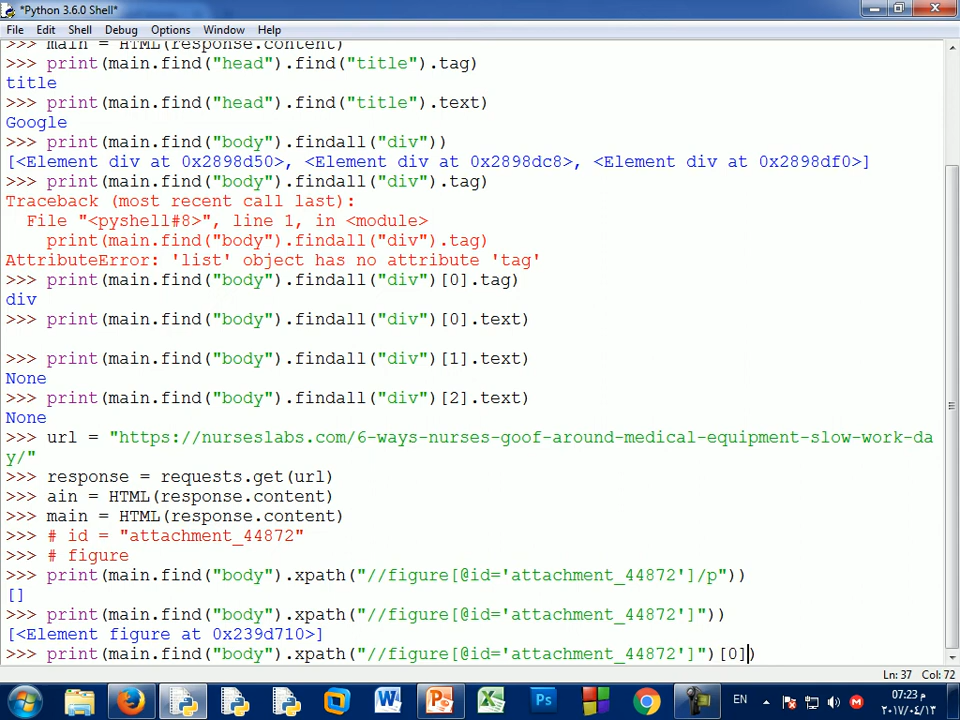 *Python 3.6.0 Shell*
File Edit Shell Debug Options Window Help
>>> main = HTML(response.content)
>>> print(main.find("head").find("title").tag)
title
>>> print(main.find("head").find("title").text)
Google
>>> print(main.find("body").findall("div"))
[<Element div at 0x2898d50>, <Element div at 0x2898dc8>, <Element div at 0x2898df0>]
>>> print(main.find("body").findall("div").tag)
Traceback (most recent call last):
  File "<pyshell#8>", line 1, in <module>
    print(main.find("body").findall("div").tag)
AttributeError: 'list' object has no attribute 'tag'
>>> print(main.find("body").findall("div")[0].tag)
div
>>> print(main.find("body").findall("div")[0].text)
>>> print(main.find("body").findall("div")[1].text)
None
>>> print(main.find("body").findall("div")[2].text)
None
>>> url = "https://nurseslabs.com/6-ways-nurses-goof-around-medical-equipment-slow-work-da
y/"
>>> response = requests.get(url)
>>> ain = HTML(response.content)
>>> main = HTML(response.content)
>>> # id = "attachment_44872"
>>> # figure
>>> print(main.find("body").xpath("//figure[@id='attachment_44872']/p"))
[]
>>> print(main.find("body").xpath("//figure[@id='attachment_44872']"))
[<Element figure at 0x239d710>]
>>> print(main.find("body").xpath("//figure[@id='attachment_44872']")[0])
Ln: 37 Col: 72
EN
07:23 م
٢٠١٧/٠٤/١٣